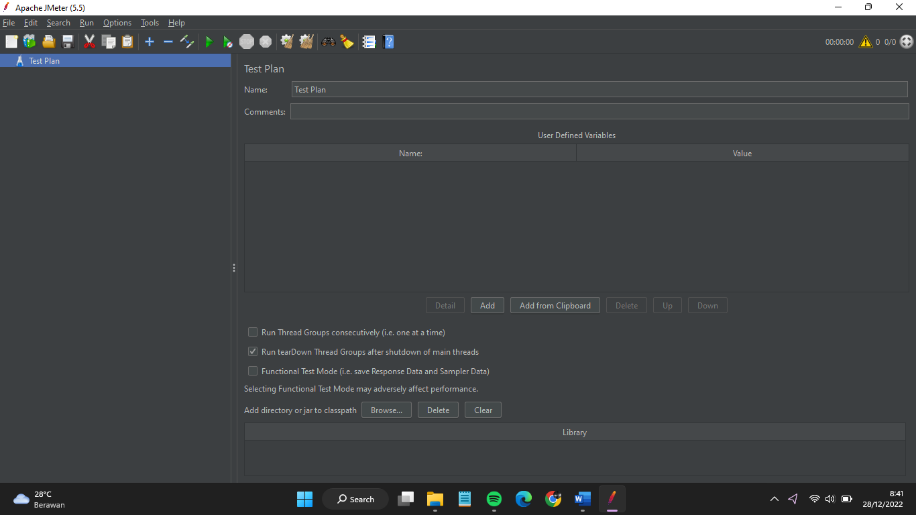 Apache JMeter (5.5)
File Edit Search Run Options Tools Help
00:00:00 0 0/0
Test Plan
Test Plan
Name: Test Plan
Comments:
User Defined Variables
Name: Value
Detail Add Add from Clipboard Delete Up Down
Run Thread Groups consecutively (i.e. one at a time)
Run tearDown Thread Groups after shutdown of main threads
Functional Test Mode (i.e. save Response Data and Sampler Data)
Selecting Functional Test Mode may adversely affect performance.
Add directory or jar to classpath Browse... Delete Clear
Library
28°C
Berawan
Search
8:41
28/12/2022